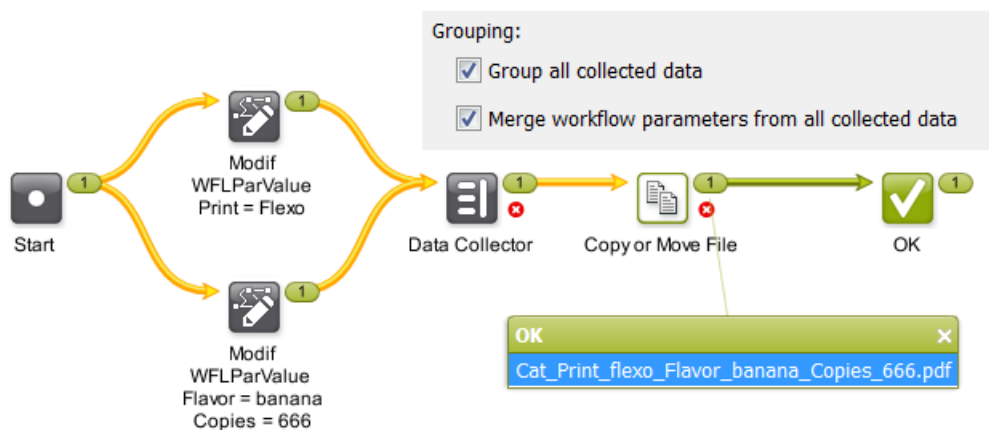 Grouping:
Group all collected data
Merge workflow parameters from all collected data
1
Modif
WFLParValue
Print = Flexo
1
Start
1
Data Collector
1
Copy or Move File
1
OK
1
Modif
WFLParValue
Flavor = banana
Copies = 666
OK
Cat_Print_flexo_Flavor_banana_Copies_666.pdf